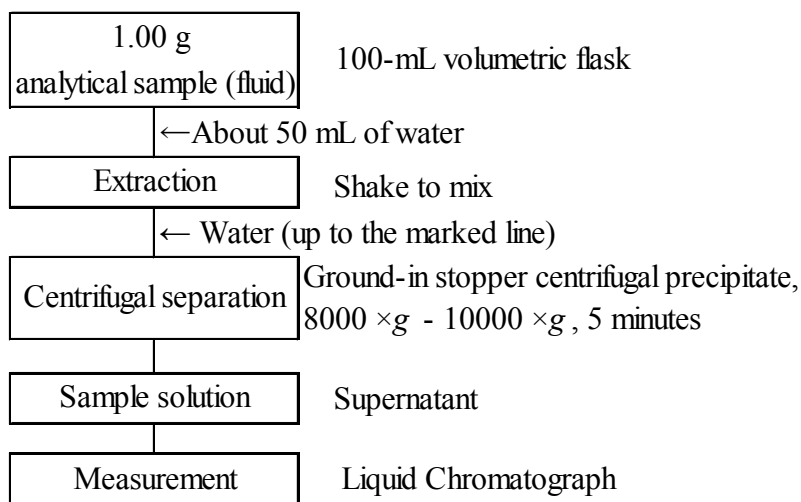 1.00 g
analytical sample (fluid)
100-mL volumetric flask
←About 50 mL of water
Extraction
Shake to mix
← Water (up to the marked line)
Centrifugal separation
Ground-in stopper centrifugal precipitate,
8000 ×g - 10000 ×g , 5 minutes
Sample solution
Supernatant
Measurement
Liquid Chromatograph